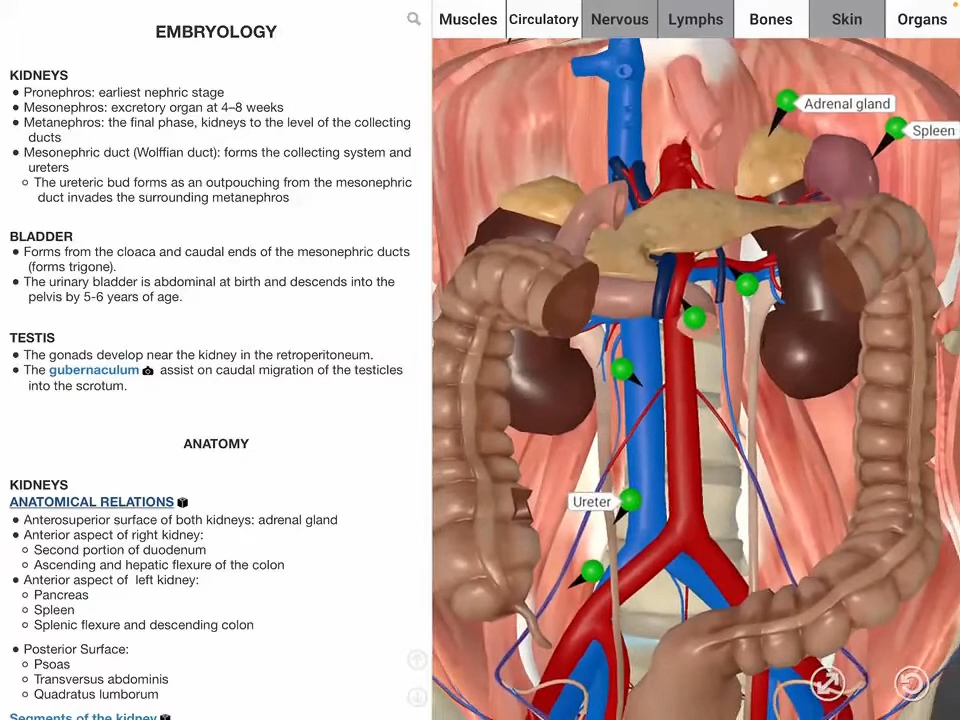 EMBRYOLOGY
KIDNEYS
● Pronephros: earliest nephric stage
● Mesonephros: excretory organ at 4–8 weeks
● Metanephros: the final phase, kidneys to the level of the collecting
ducts
● Mesonephric duct (Wolffian duct): forms the collecting system and
ureters
○ The ureteric bud forms as an outpouching from the mesonephric
duct invades the surrounding metanephros
BLADDER
● Forms from the cloaca and caudal ends of the mesonephric ducts
(forms trigone).
● The urinary bladder is abdominal at birth and descends into the
pelvis by 5-6 years of age.
TESTIS
● The gonads develop near the kidney in the retroperitoneum.
● The gubernaculum assist on caudal migration of the testicles
into the scrotum.
ANATOMY
KIDNEYS
ANATOMICAL RELATIONS
● Anterosuperior surface of both kidneys: adrenal gland
● Anterior aspect of right kidney:
○ Second portion of duodenum
○ Ascending and hepatic flexure of the colon
● Anterior aspect of left kidney:
○ Pancreas
○ Spleen
○ Splenic flexure and descending colon
● Posterior Surface:
○ Psoas
○ Transversus abdominis
○ Quadratus lumborum
Segments of the kidney
Muscles Circulatory Nervous Lymphs Bones Skin Organs
Adrenal gland
Spleen
Ureter